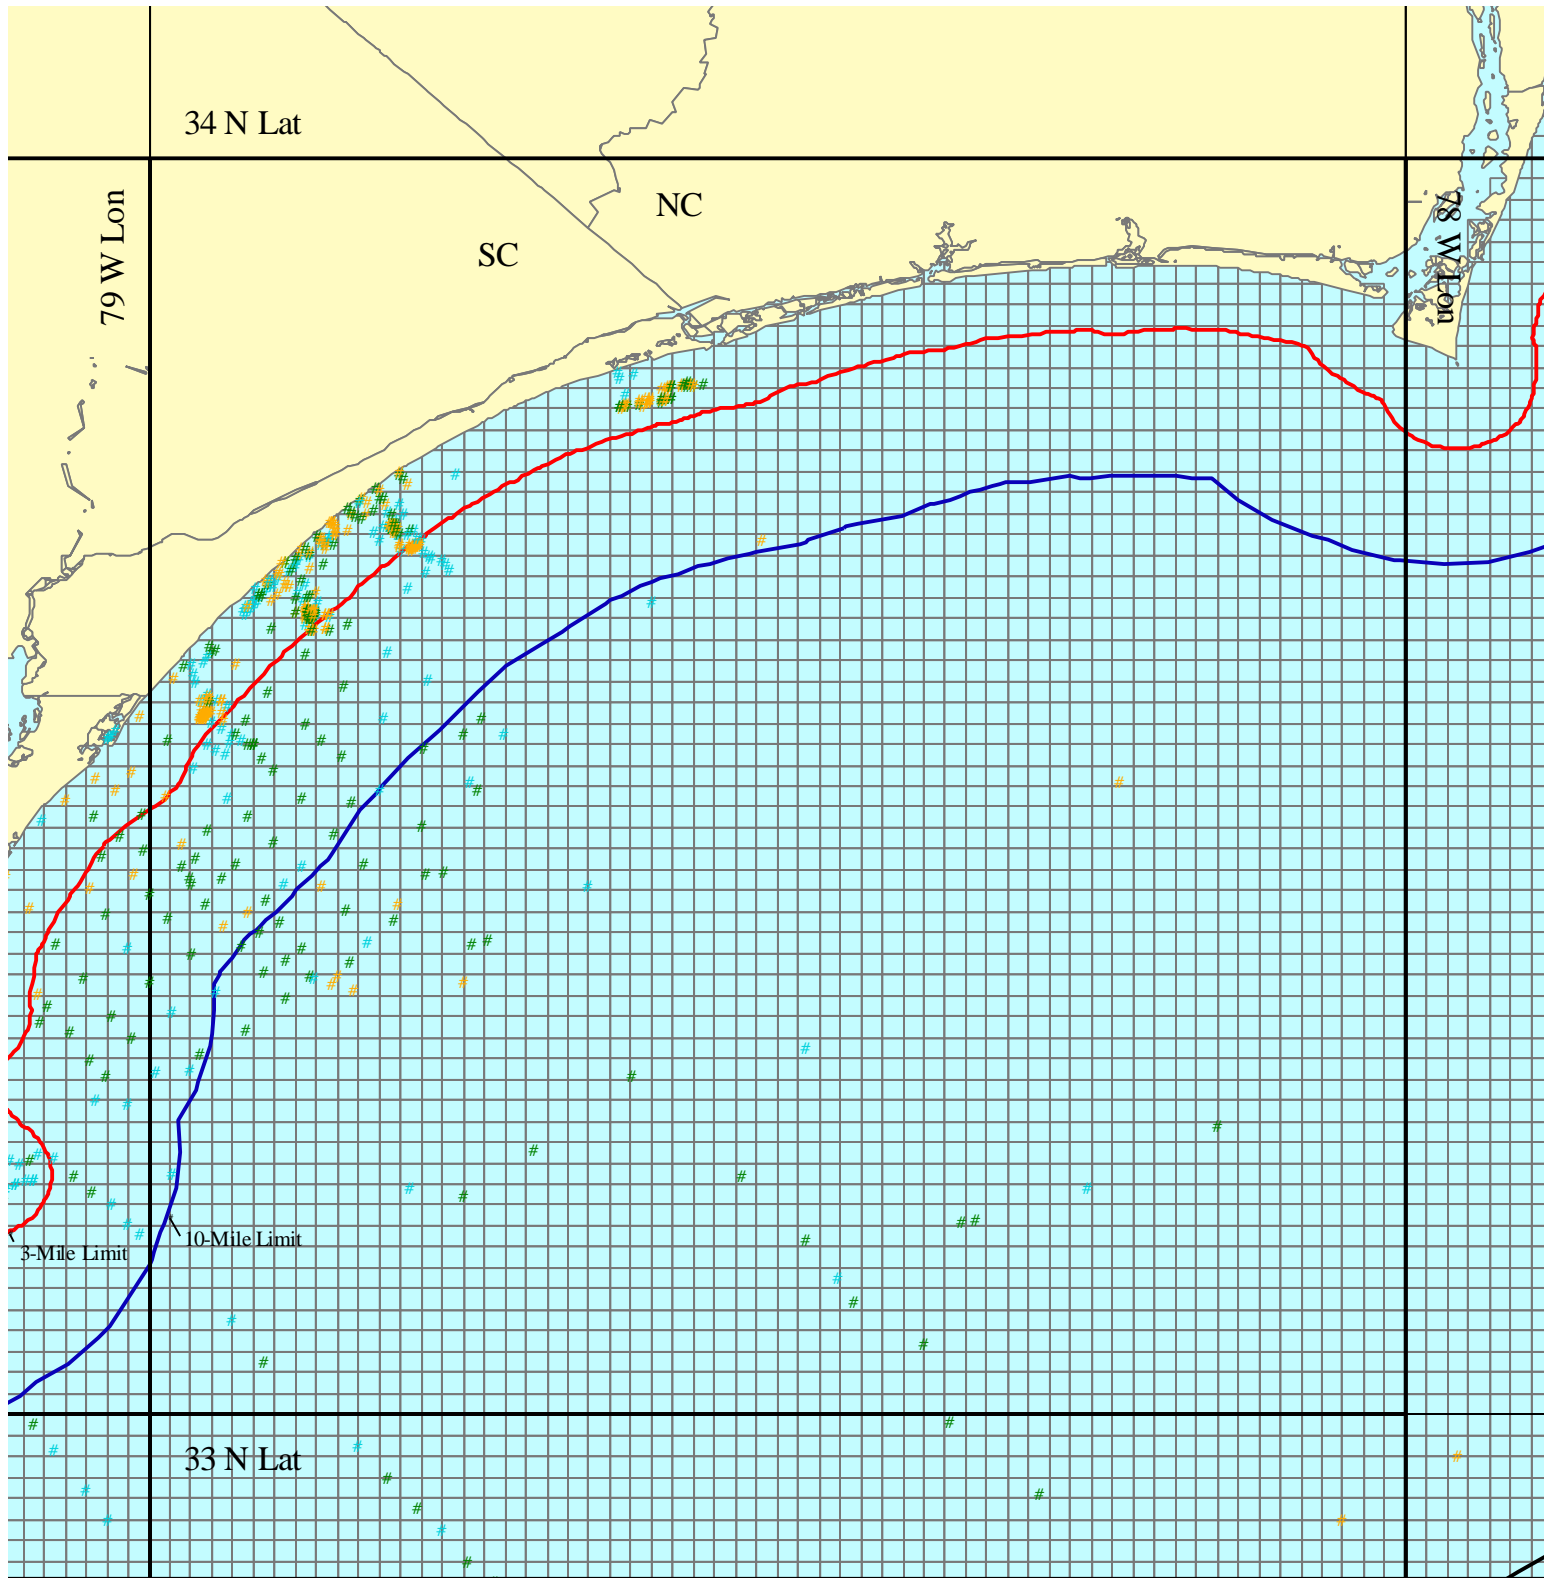 34 N Lat
79 W Lon
NC
SC
78 W Lon
3-Mile Limit
10-Mile Limit
33 N Lat